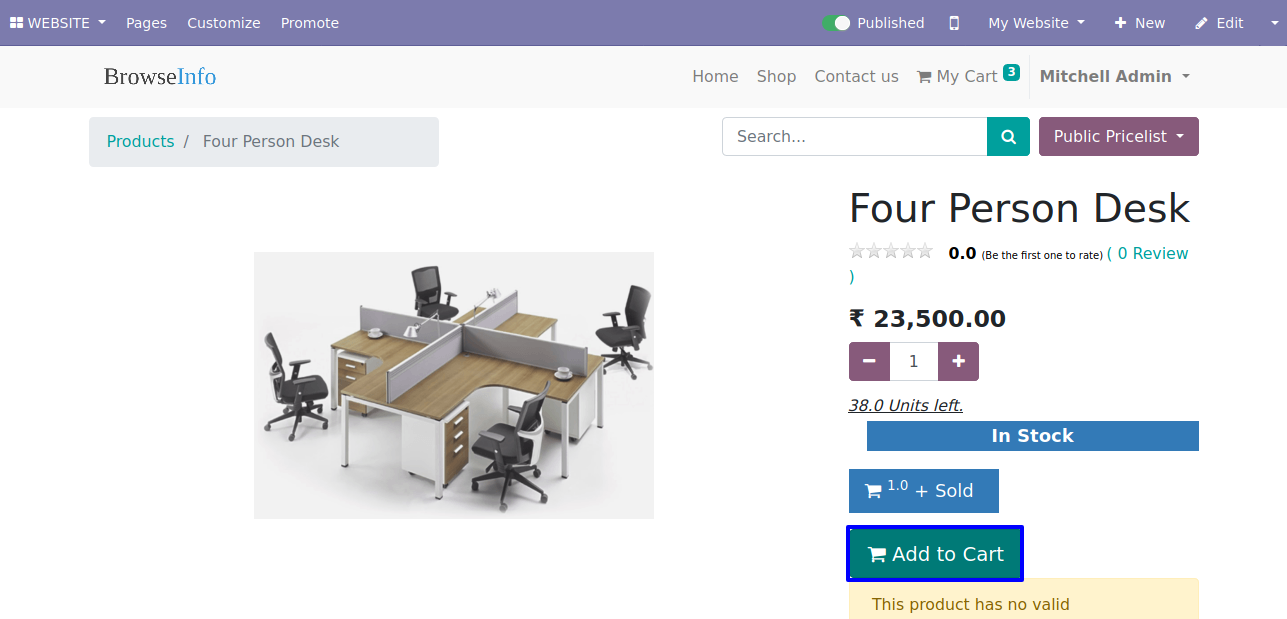 WEBSITE Pages Customize Promote Published My Website New Edit
BrowseInfo Home Shop Contact us My Cart 3 Mitchell Admin
Products / Four Person Desk Search... Public Pricelist
Four Person Desk
0.0 (Be the first one to rate) ( 0 Review
)
₹ 23,500.00
1
38.0 Units left.
In Stock
1.0 + Sold
Add to Cart
This product has no valid